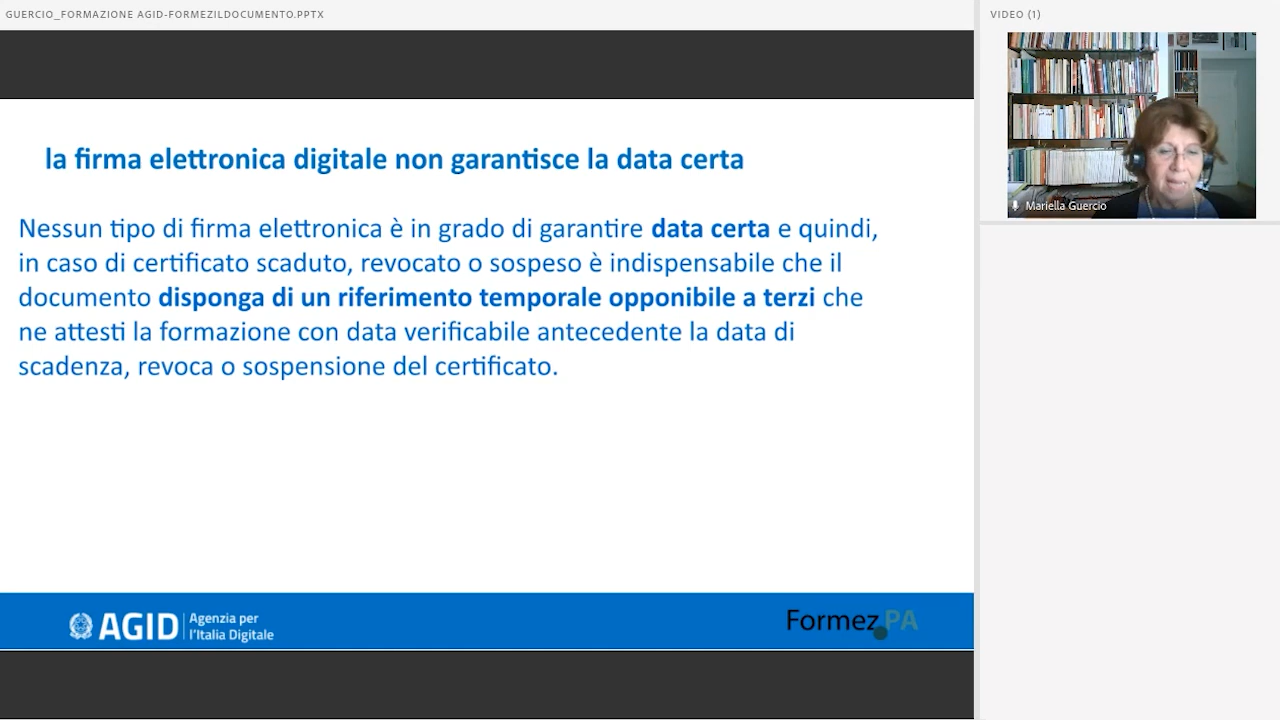 GUERCIO_FORMAZIONE AGID-FORMEZILDOCUMENTO.PPTX
VIDEO (1)
Mariella Guercio
la firma elettronica digitale non garantisce la data certa
Nessun tipo di firma elettronica è in grado di garantire data certa e quindi,
in caso di certificato scaduto, revocato o sospeso è indispensabile che il
documento disponga di un riferimento temporale opponibile a terzi che
ne attesti la formazione con data verificabile antecedente la data di
scadenza, revoca o sospensione del certificato.
AGID Agenzia per
l'Italia Digitale
Formez PA